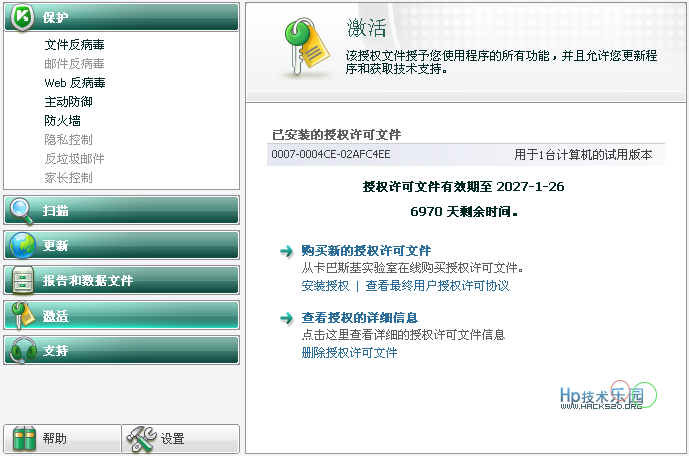 保护
文件反病毒
邮件反病毒
Web 反病毒
主动防御
防火墙
隐私控制
反垃圾邮件
家长控制
扫描
更新
报告和数据文件
激活
支持
帮助
设置
激活
该授权文件授予您使用程序的所有功能，并且允许您更新程
序和获取技术支持。
已安装的授权许可文件
0007-0004CE-02AFC4EE 用于1台计算机的试用版本
授权许可文件有效期至 2027-1-26
6970 天剩余时间。
购买新的授权许可文件
从卡巴斯基实验室在线购买授权许可文件。
安装授权 | 查看最终用户授权许可协议
查看授权的详细信息
点击这里查看详细的授权许可文件信息
删除授权许可文件
Hp技术乐园
WWW.HACK520.ORG